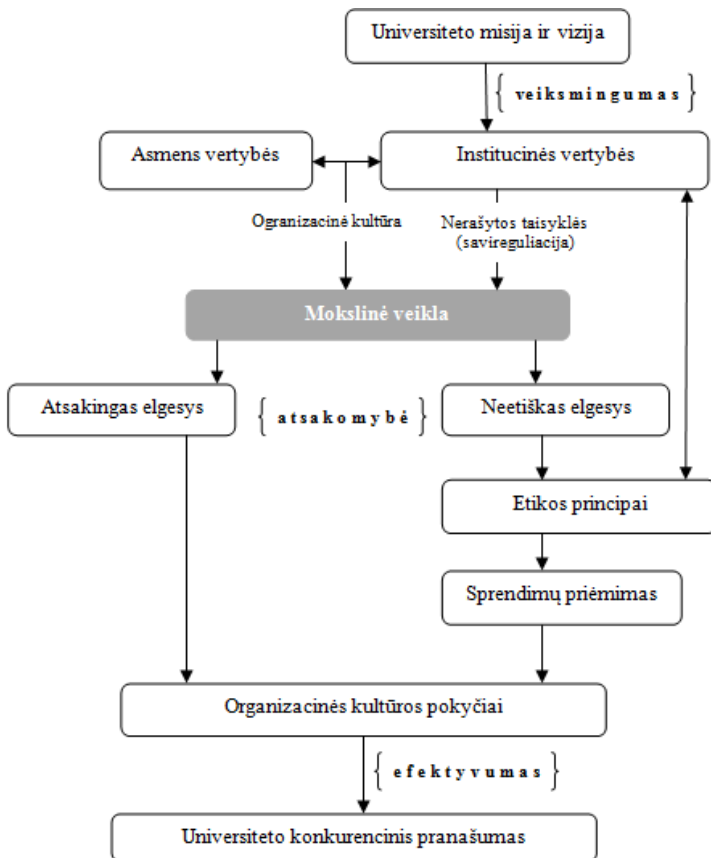 Universiteto misija ir vizija
{ veiksmingumas }
Asmens vertybės
Institucinės vertybės
Ogranizacinė kultūra
Nerašytos taisyklės
(savireguliacija)
Mokslinė veikla
Atsakingas elgesys
{ atsakomybė }
Neetiškas elgesys
Etikos principai
Sprendimų priėmimas
Organizacinės kultūros pokyčiai
{ efektyvumas }
Universiteto konkurencinis pranašumas